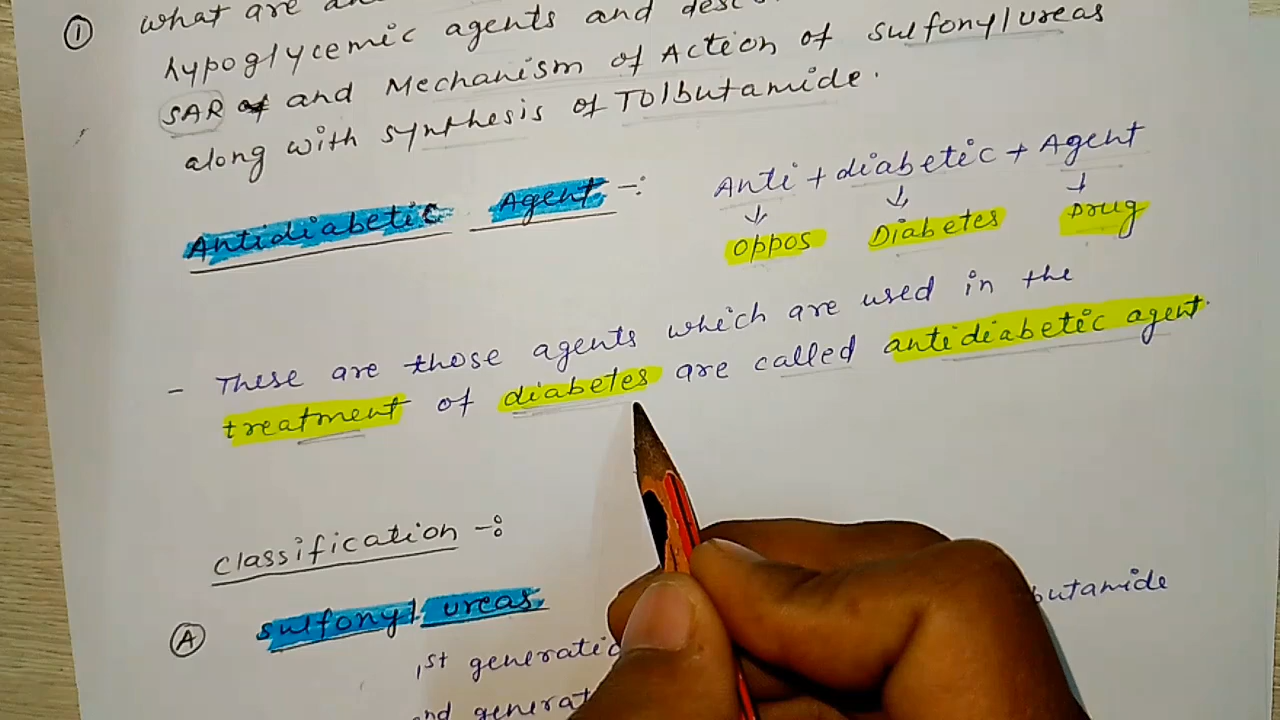 ① What are
hypoglycemic agents and
SAR of and Mechanism of Action of sulfonylureas
along with synthesis of Tolbutamide.
Antidiabetic Agent -:
Anti + diabetic + Agent
↓ ↓ ↓
oppos Diabetes Drug
- These are those agents which are used in the
treatment of diabetes are called antidiabetic agent.
classification -:
Ⓐ sulfonyl ureas
butamide
1st